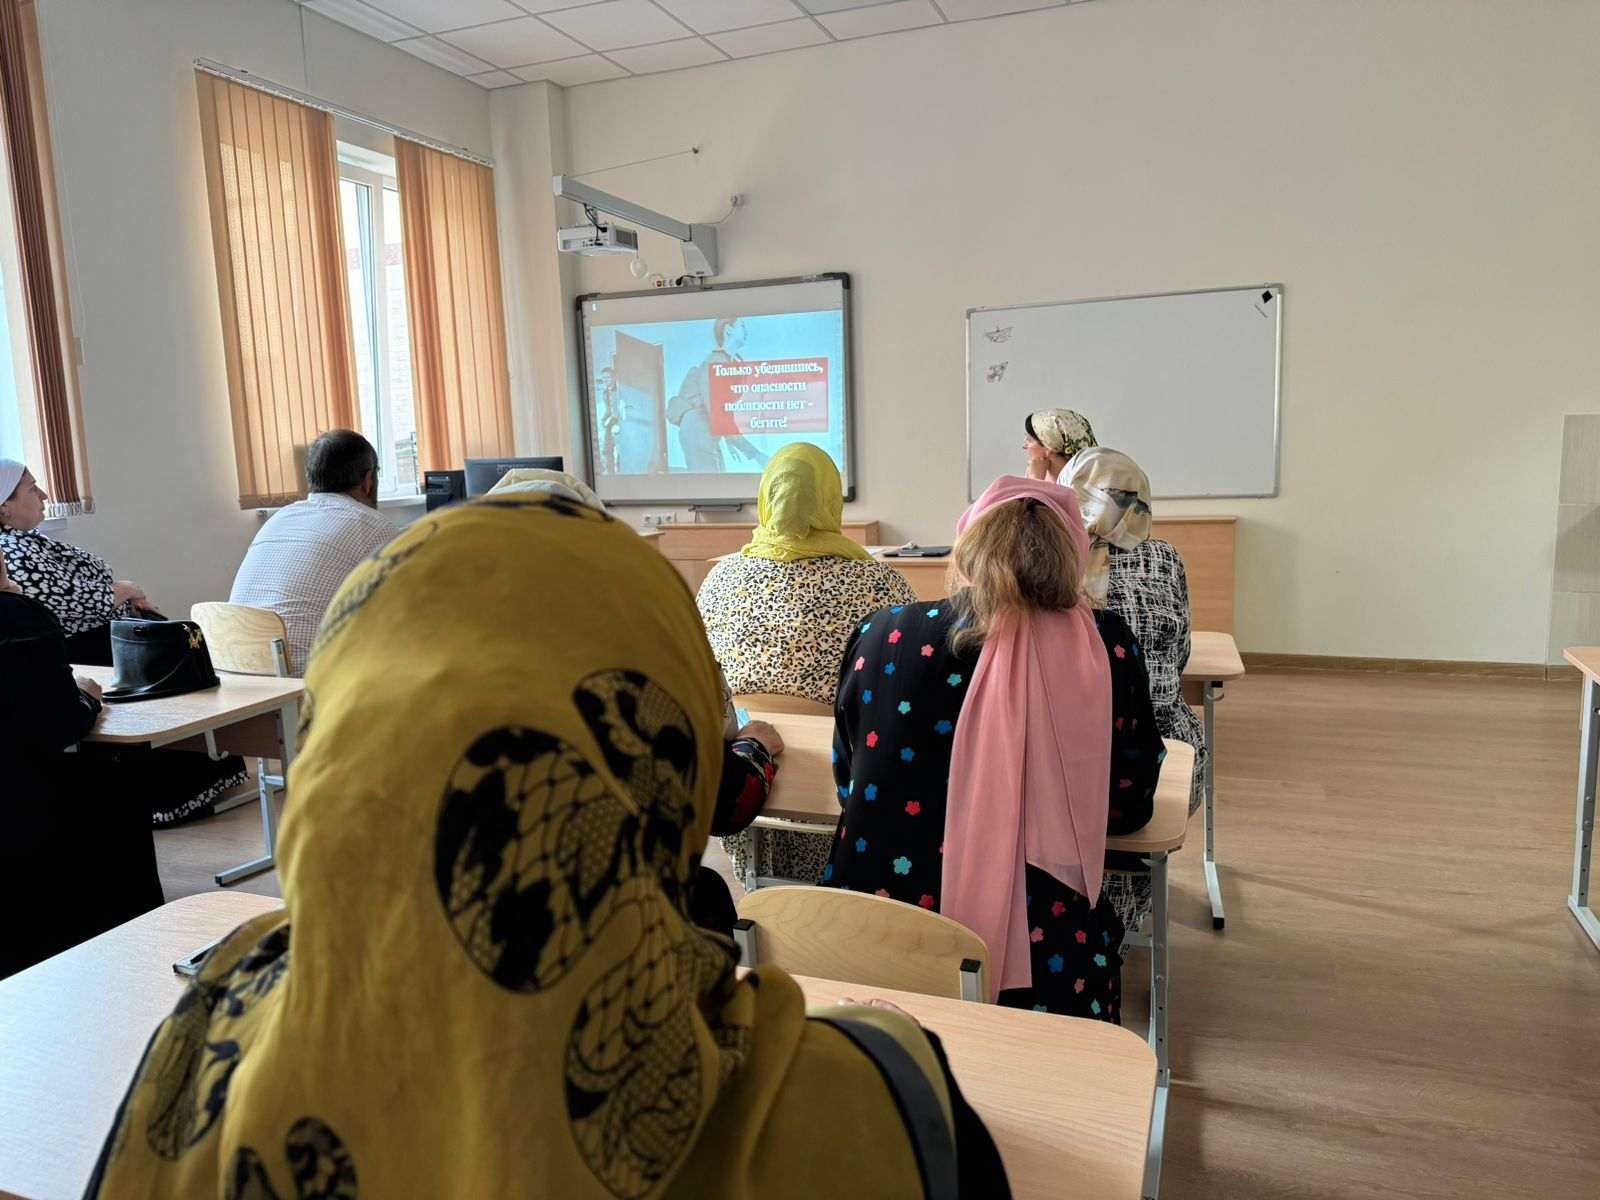 Только убедившись,
что опасности
поблизости нет –
бегите!